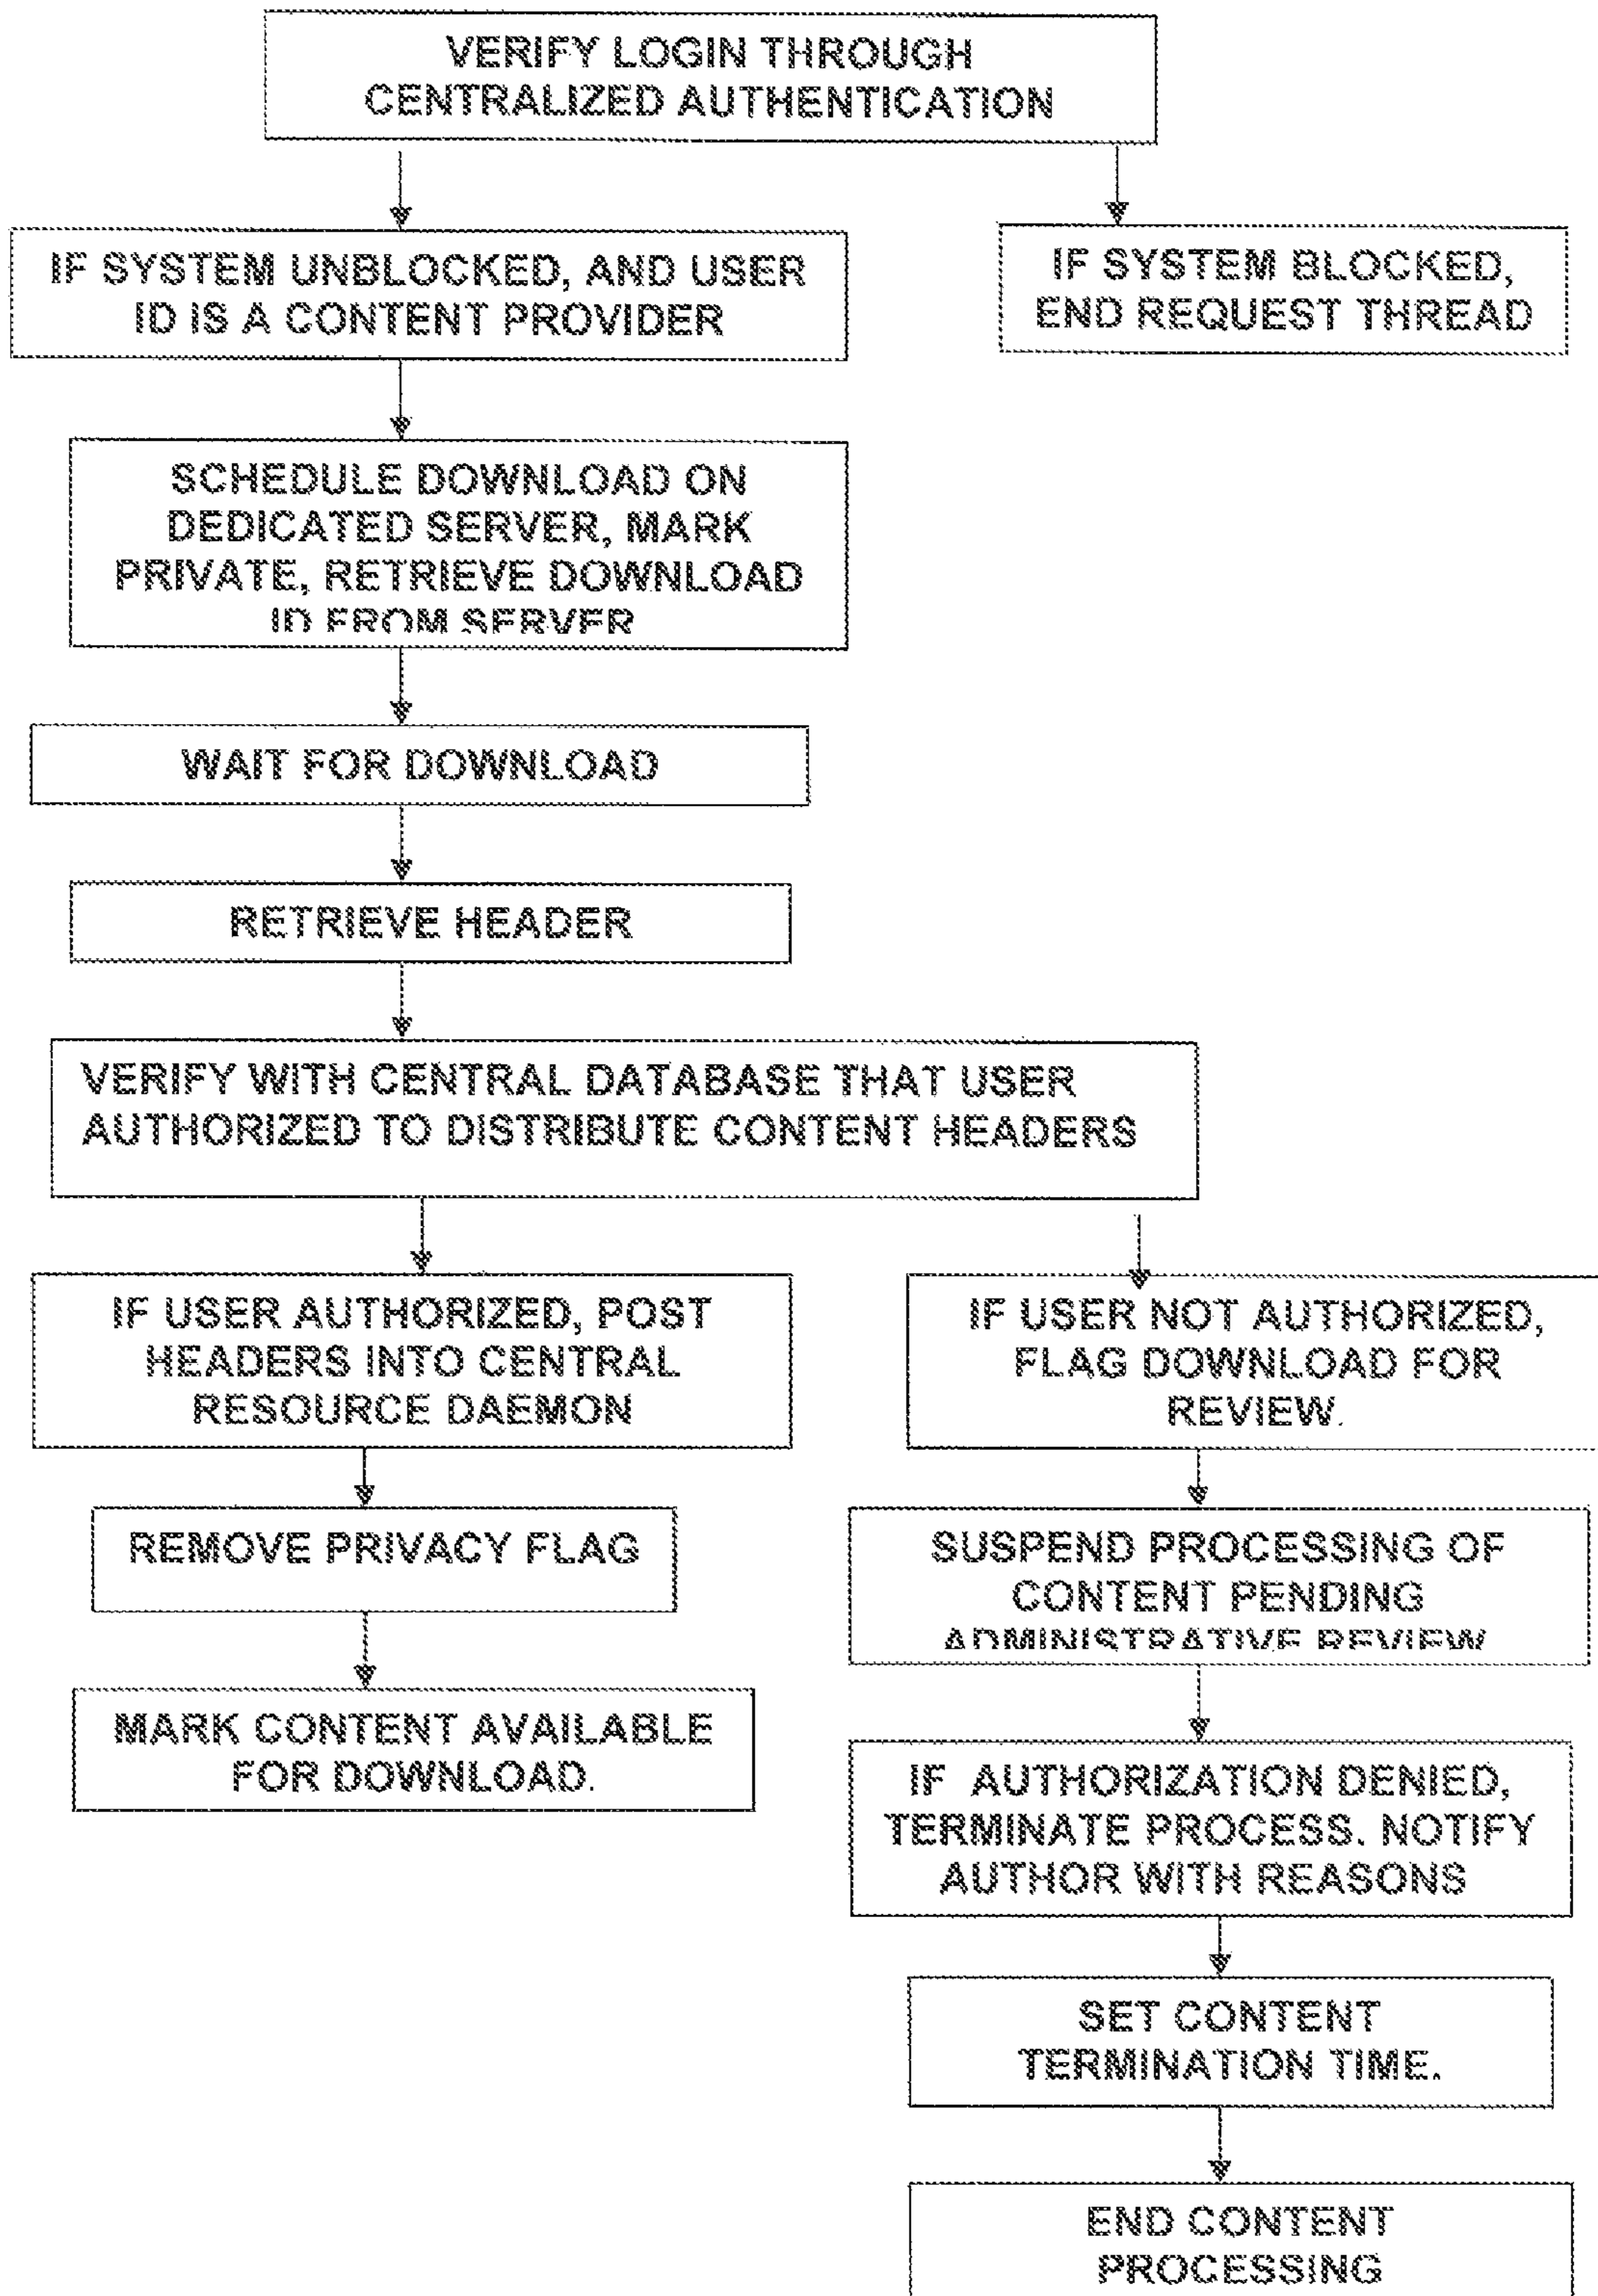 VERIFY LOGIN THROUGH
CENTRALIZED AUTHENTICATION
IF SYSTEM UNBLOCKED, AND USER
ID IS A CONTENT PROVIDER
IF SYSTEM BLOCKED,
END REQUEST THREAD
SCHEDULE DOWNLOAD ON
DEDICATED SERVER, MARK
PRIVATE, RETRIEVE DOWNLOAD
ID FROM SERVER
WAIT FOR DOWNLOAD
RETRIEVE HEADER
VERIFY WITH CENTRAL DATABASE THAT USER
AUTHORIZED TO DISTRIBUTE CONTENT HEADERS
IF USER AUTHORIZED, POST
HEADERS INTO CENTRAL
RESOURCE DAEMON
IF USER NOT AUTHORIZED,
FLAG DOWNLOAD FOR
REVIEW.
REMOVE PRIVACY FLAG
SUSPEND PROCESSING OF
CONTENT PENDING
ADMINISTRATIVE REVIEW
MARK CONTENT AVAILABLE
FOR DOWNLOAD.
IF AUTHORIZATION DENIED,
TERMINATE PROCESS. NOTIFY
AUTHOR WITH REASONS
SET CONTENT
TERMINATION TIME.
END CONTENT
PROCESSING